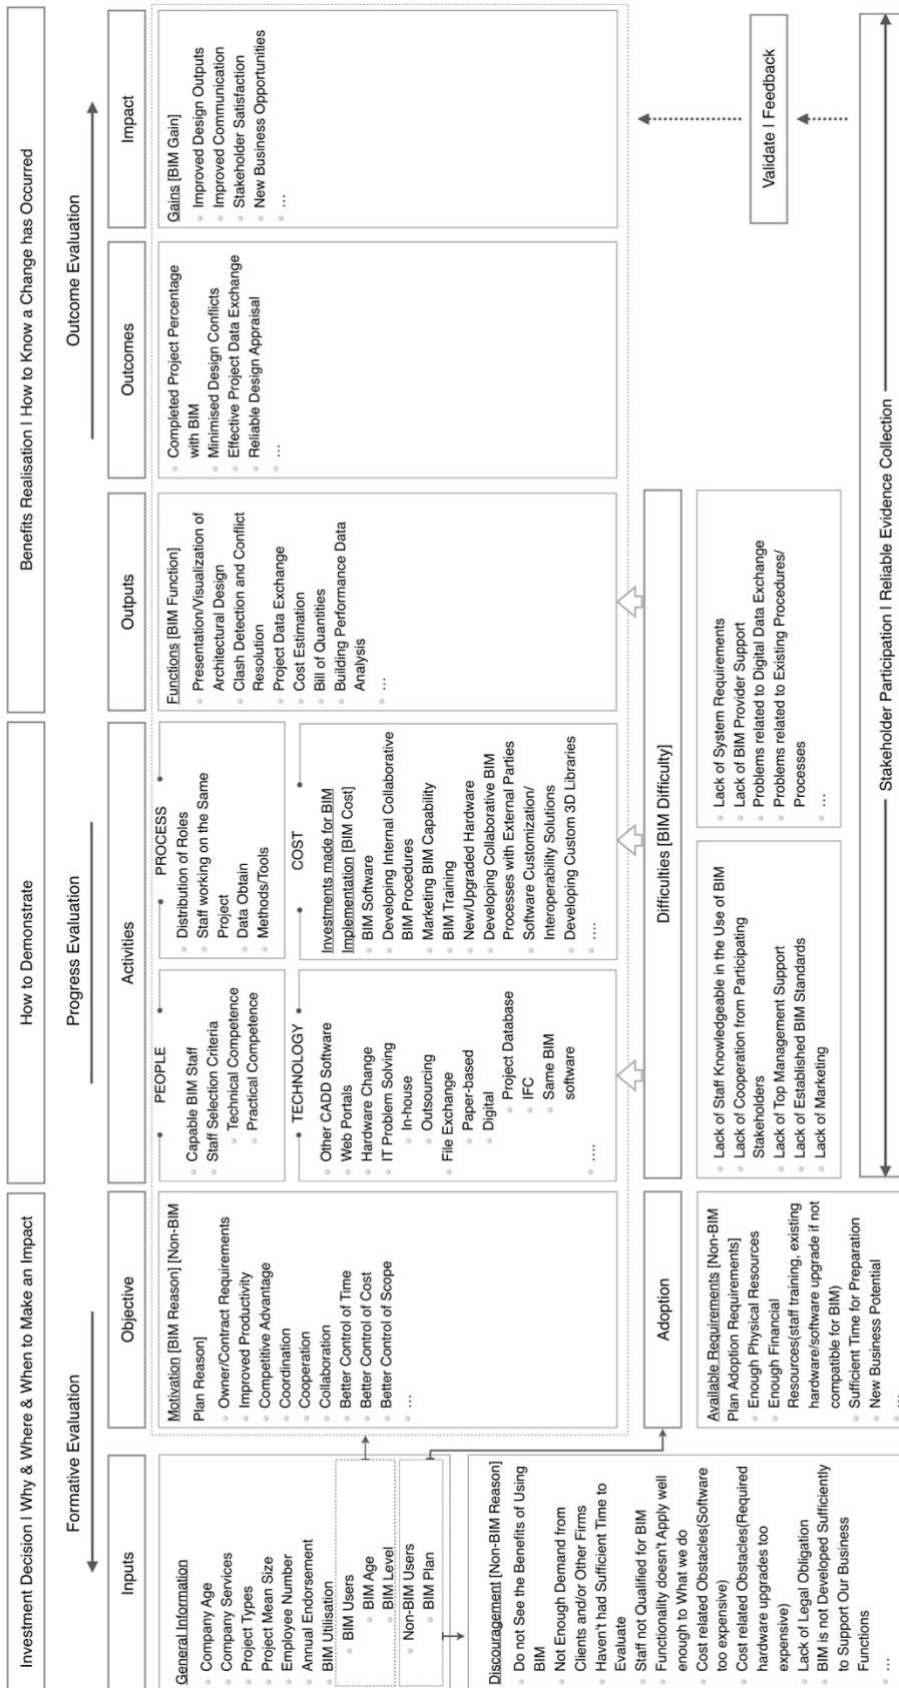 Investment Decision | Why & Where & When to Make an Impact
How to Demonstrate
Benefits Realisation | How to Know a Change has Occurred
Formative Evaluation
Progress Evaluation
Outcome Evaluation
Inputs
Objective
Activities
Outputs
Outcomes
Impact
General Information
Company Age
Company Services
Project Types
Project Mean Size
Employee Number
Annual Endorsement
BIM Utilisation
BIM Users
BIM Age
BIM Level
Non-BIM Users
BIM Plan
Discouragement [Non-BIM Reason]
Do not See the Benefits of Using
BIM
Not Enough Demand from
Clients and/or Other Firms
Haven't had Sufficient Time to
Evaluate
Staff not Qualified for BIM
Functionality doesn't Apply well
enough to What we do
Cost related Obstacles(Software
too expensive)
Cost related Obstacles(Required
hardware upgrades too
expensive)
Lack of Legal Obligation
BIM is not Developed Sufficiently
to Support Our Business
Functions
...
Motivation [BIM Reason] [Non-BIM
Plan Reason]
Owner/Contract Requirements
Improved Productivity
Competitive Advantage
Coordination
Cooperation
Collaboration
Better Control of Time
Better Control of Cost
Better Control of Scope
...
Adoption
Available Requirements [Non-BIM
Plan Adoption Requirements]
Enough Physical Resources
Enough Financial
Resources(staff training, existing
hardware/software upgrade if not
compatible for BIM)
Sufficient Time for Preparation
New Business Potential
...
PEOPLE
Capable BIM Staff
Staff Selection Criteria
Technical Competence
Practical Competence
PROCESS
Distribution of Roles
Staff working on the Same
Project
Data Obtain
Methods/Tools
TECHNOLOGY
Other CADD Software
Web Portals
Hardware Change
IT Problem Solving
In-house
Outsourcing
File Exchange
Paper-based
Digital
Project Database
IFC
Same BIM
software
....
COST
Investments made for BIM
Implementation [BIM Cost]
BIM Software
Developing Internal Collaborative
BIM Procedures
Marketing BIM Capability
BIM Training
New/Upgraded Hardware
Developing Collaborative BIM
Processes with External Parties
Software Customization/
Interoperability Solutions
Developing Custom 3D Libraries
....
Functions [BIM Function]
Presentation/Visualization of
Architectural Design
Clash Detection and Conflict
Resolution
Project Data Exchange
Cost Estimation
Bill of Quantities
Building Performance Data
Analysis
...
Completed Project Percentage
with BIM
Minimised Design Conflicts
Effective Project Data Exchange
Reliable Design Appraisal
...
Gains [BIM Gain]
Improved Design Outputs
Improved Communication
Stakeholder Satisfaction
New Business Opportunities
...
Difficulties [BIM Difficulty]
Lack of Staff Knowledgeable in the Use of BIM
Lack of Cooperation from Participating
Stakeholders
Lack of Top Management Support
Lack of Established BIM Standards
Lack of Marketing
Lack of System Requirements
Lack of BIM Provider Support
Problems related to Digital Data Exchange
Problems related to Existing Procedures/
Processes
...
Validate | Feedback
Stakeholder Participation | Reliable Evidence Collection